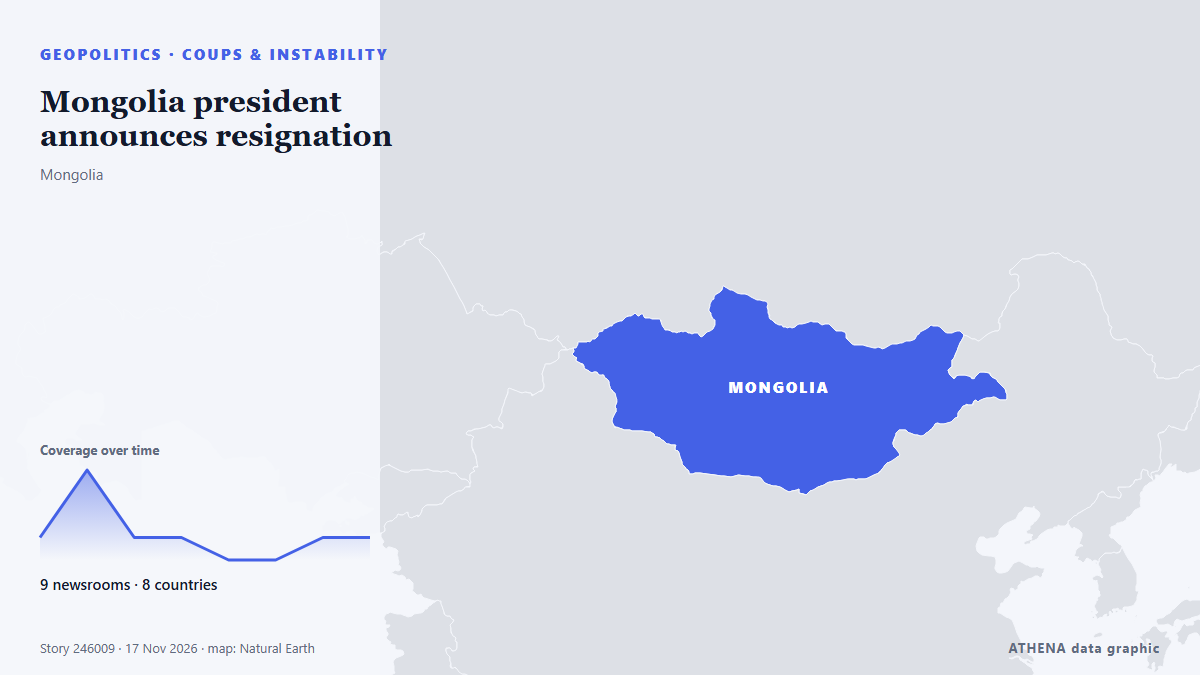 GEOPOLITICS · COUPS & INSTABILITY
Mongolia president
announces resignation
Mongolia
MONGOLIA
Coverage over time
9 newsrooms · 8 countries
Story 246009 · 17 Nov 2026 · map: Natural Earth
ATHENA data graphic